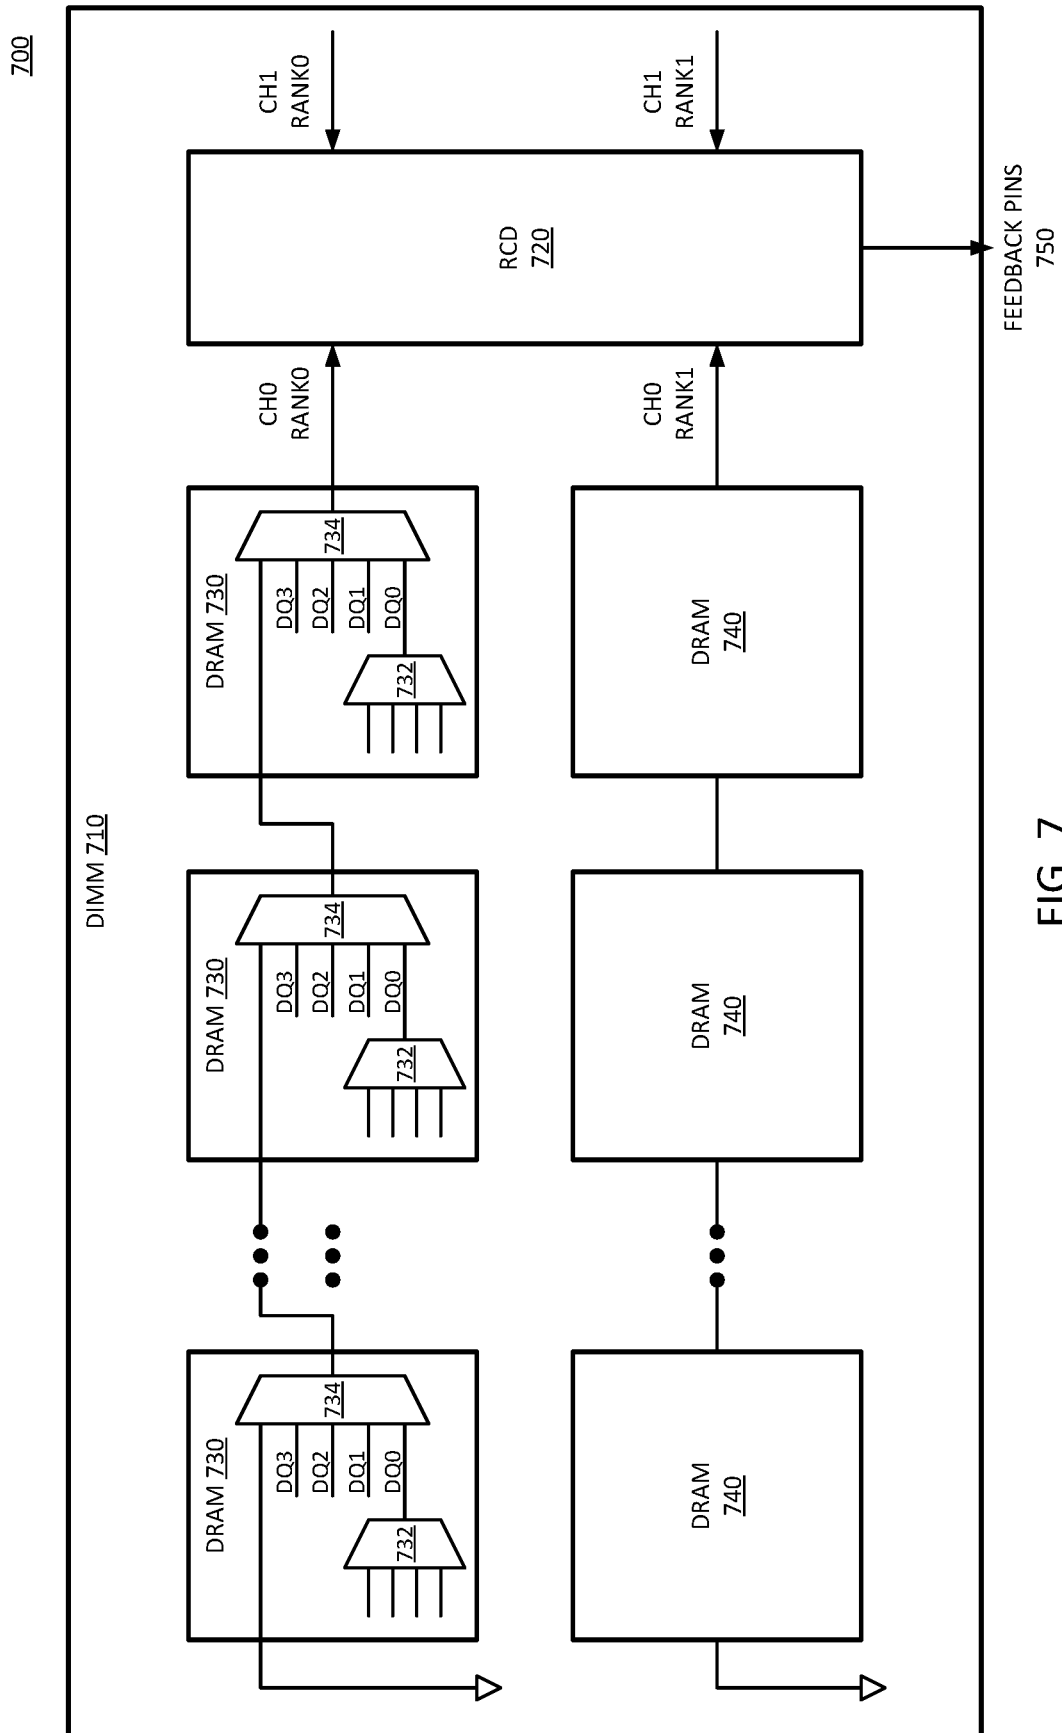 700
DIMM 710
DRAM 730
DQ3
DQ2
DQ1
DQ0
732
734
DRAM 730
DQ3
DQ2
DQ1
DQ0
732
734
DRAM 730
DQ3
DQ2
DQ1
DQ0
732
734
CH0
RANK0
CH1
RANK0
RCD
720
DRAM
740
DRAM
740
DRAM
740
CH0
RANK1
CH1
RANK1
FEEDBACK PINS
750
FIG. 7